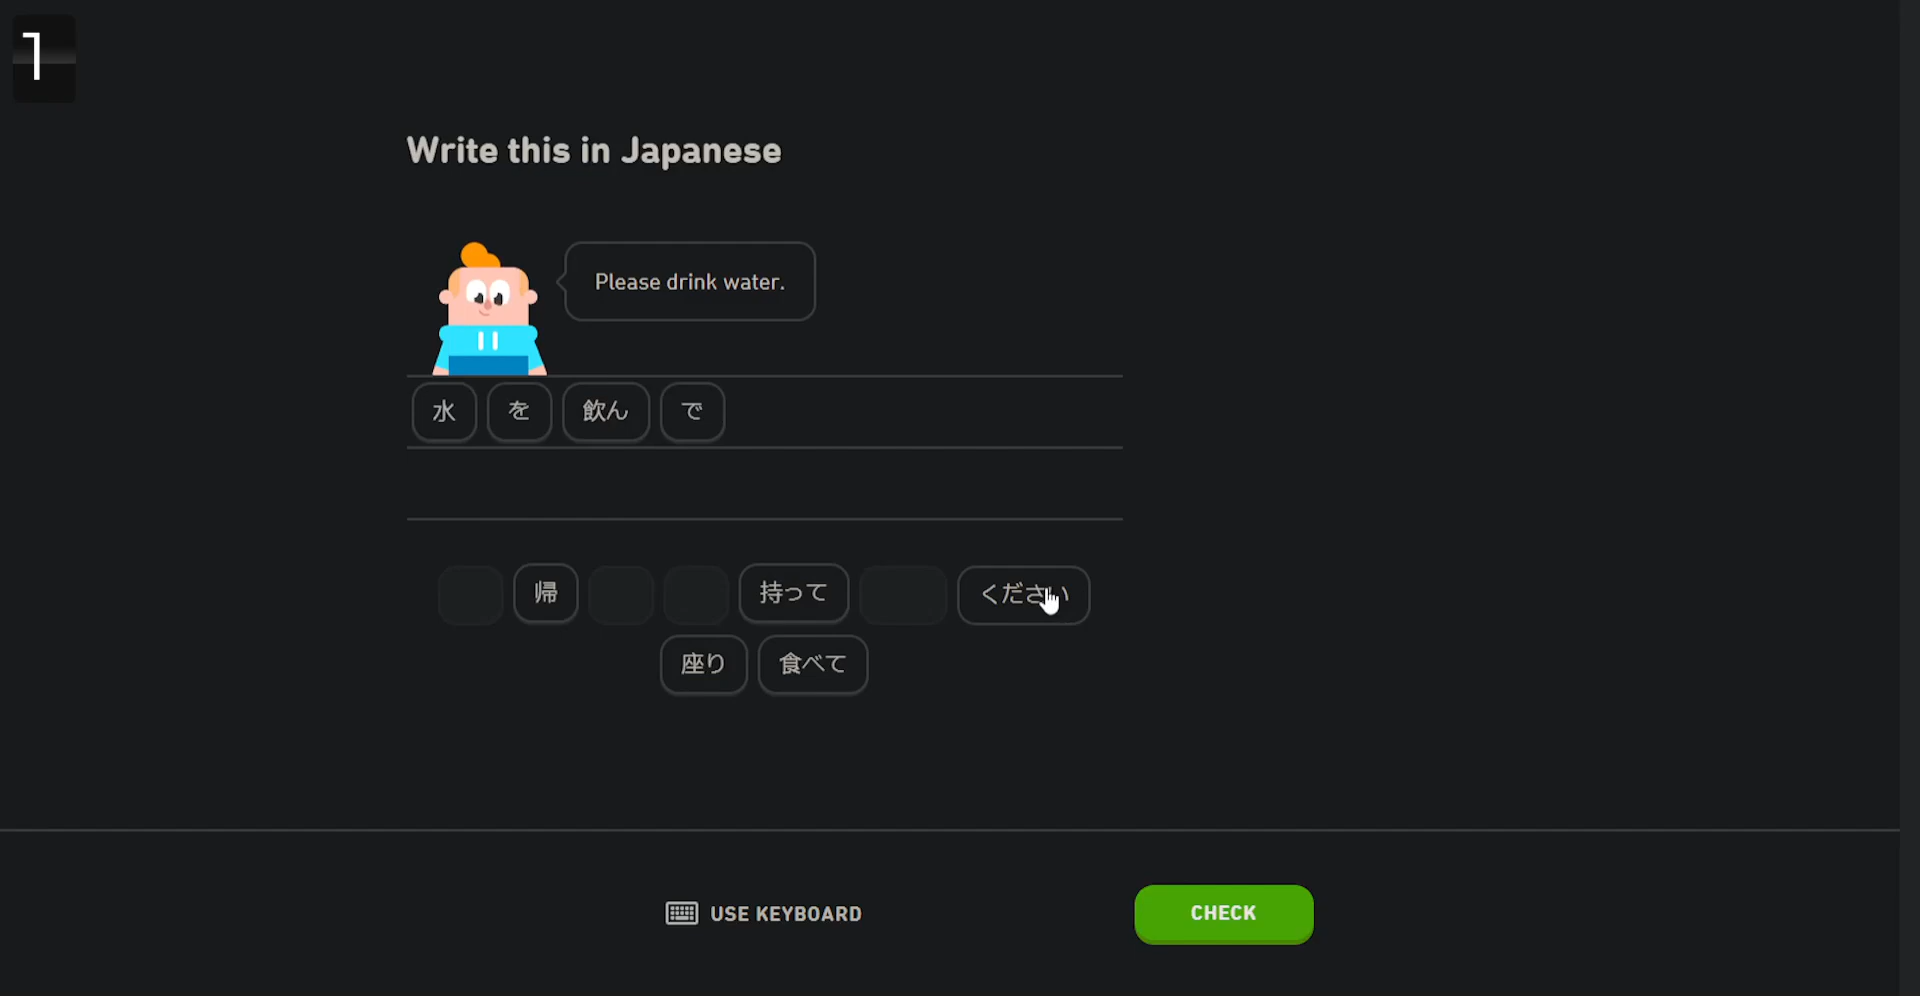 1
Write this in Japanese
Please drink water.
水 を 飲ん で
帰 持って ください
座り 食べて
USE KEYBOARD CHECK